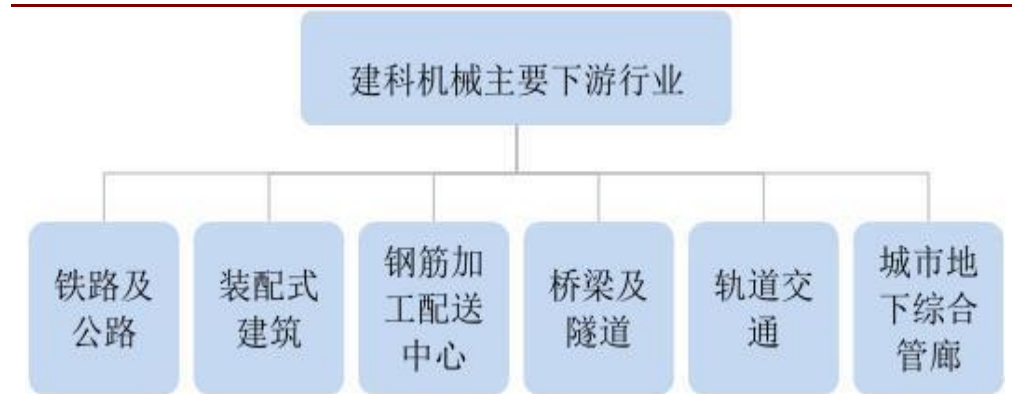 建科机械主要下游行业
铁路及
公路
装配式
建筑
钢筋加
工配送
中心
桥梁及
隧道
轨道交
通
城市地
下综合
管廊